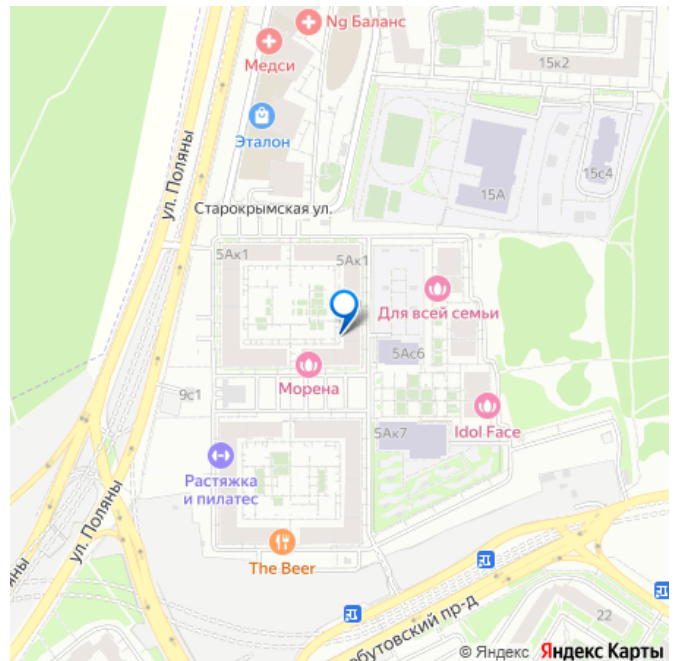 Ng Баланс
Медси
15к2
Эталон
ул. Поляны
15с4
15А
Старокрымская ул.
5Ак1
5Ак1
Для всей семьи
5Ас6
Морена
9с1
5Ак7
Idol Face
Растяжка
и пилатес
ул. Поляны
The Beer
22
© Яндекс Яндекс Карты